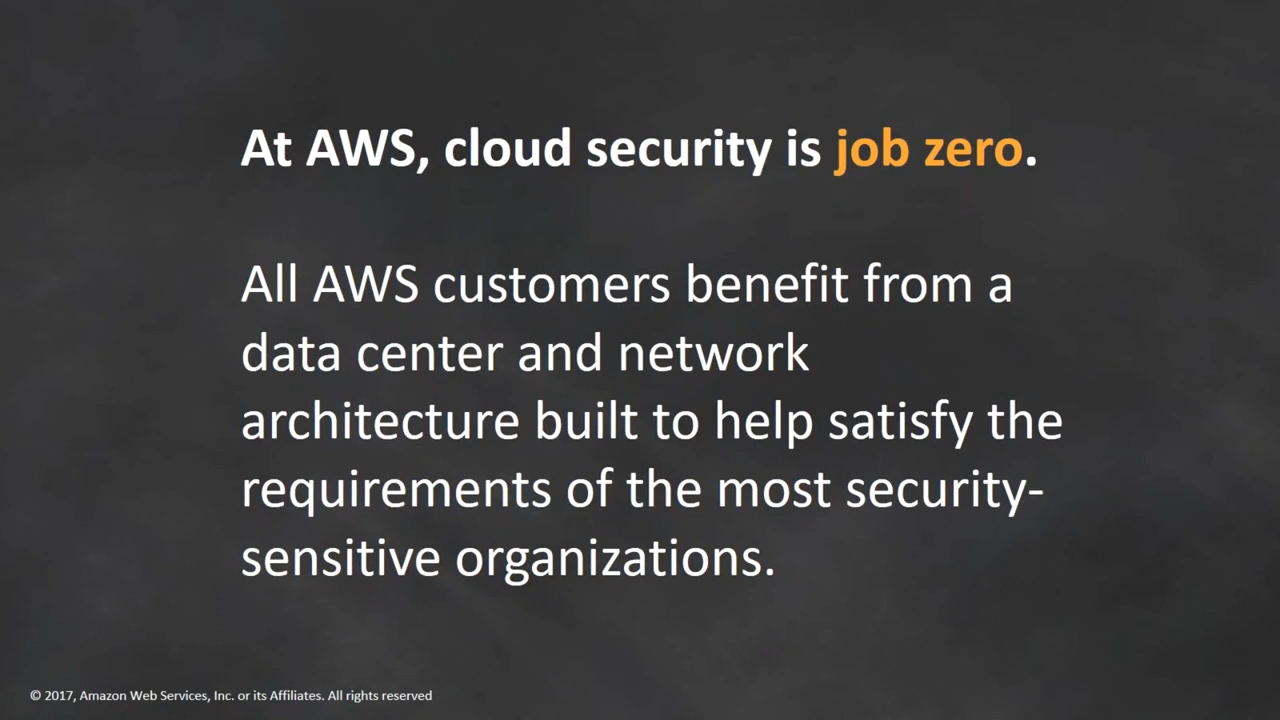 At AWS, cloud security is job zero.
All AWS customers benefit from a
data center and network
architecture built to help satisfy the
requirements of the most security-
sensitive organizations.
© 2017, Amazon Web Services, Inc. or its Affiliates. All rights reserved